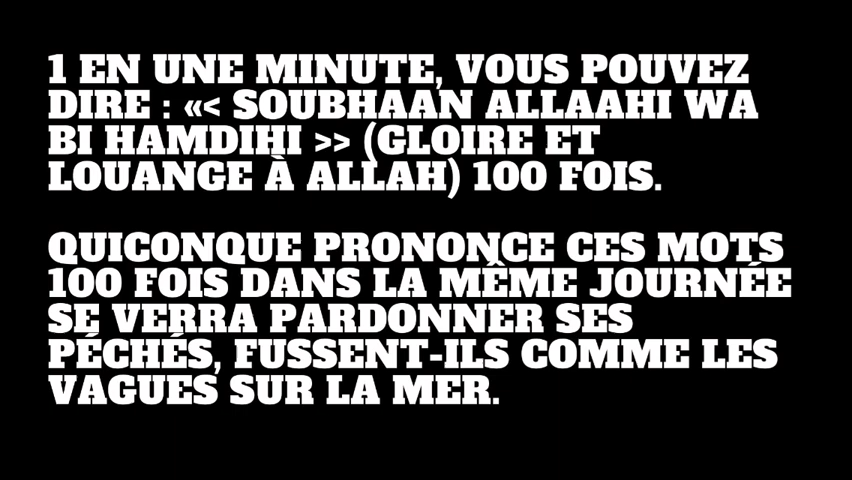 1 EN UNE MINUTE, VOUS POUVEZ
DIRE : «< SOUBHAAN ALLAAHI WA
BI HAMDIHI >> (GLOIRE ET
LOUANGE À ALLAH) 100 FOIS.
QUICONQUE PRONONCE CES MOTS
100 FOIS DANS LA MÊME JOURNÉE
SE VERRA PARDONNER SES
PÉCHÉS, FUSSENT-ILS COMME LES
VAGUES SUR LA MER.